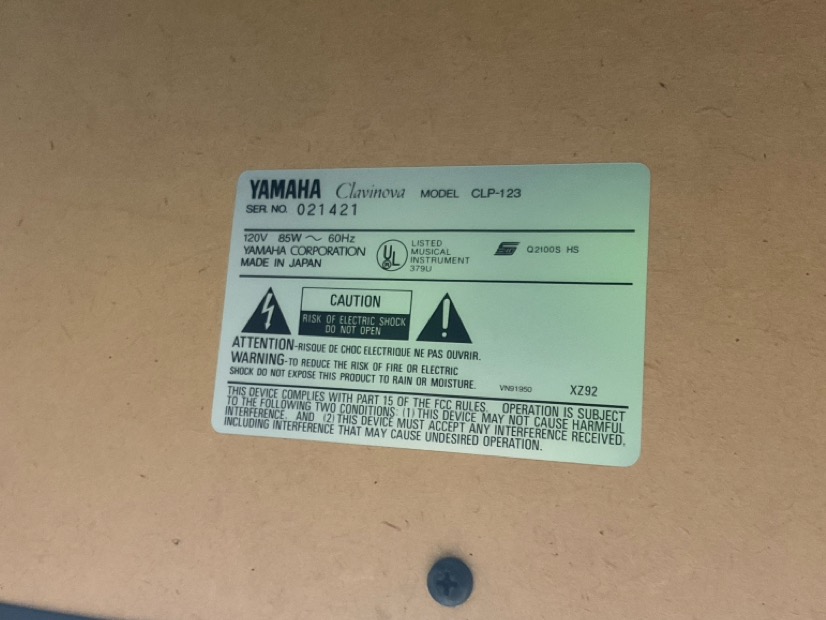 YAMAHA Clavinova MODEL CLP-123
SER. NO. 021421
120V 85W ～ 60Hz
YAMAHA CORPORATION
MADE IN JAPAN
UL
LISTED
MUSICAL
INSTRUMENT
379U
Q2100S HS
CAUTION
RISK OF ELECTRIC SHOCK
DO NOT OPEN
ATTENTION-RISQUE DE CHOC ELECTRIQUE NE PAS OUVRIR.
WARNING-TO REDUCE THE RISK OF FIRE OR ELECTRIC
SHOCK DO NOT EXPOSE THIS PRODUCT TO RAIN OR MOISTURE.
VN91950 XZ92
THIS DEVICE COMPLIES WITH PART 15 OF THE FCC RULES. OPERATION IS SUBJECT
TO THE FOLLOWING TWO CONDITIONS: (1) THIS DEVICE MAY NOT CAUSE HARMFUL
INTERFERENCE, AND (2) THIS DEVICE MUST ACCEPT ANY INTERFERENCE RECEIVED,
INCLUDING INTERFERENCE THAT MAY CAUSE UNDESIRED OPERATION.